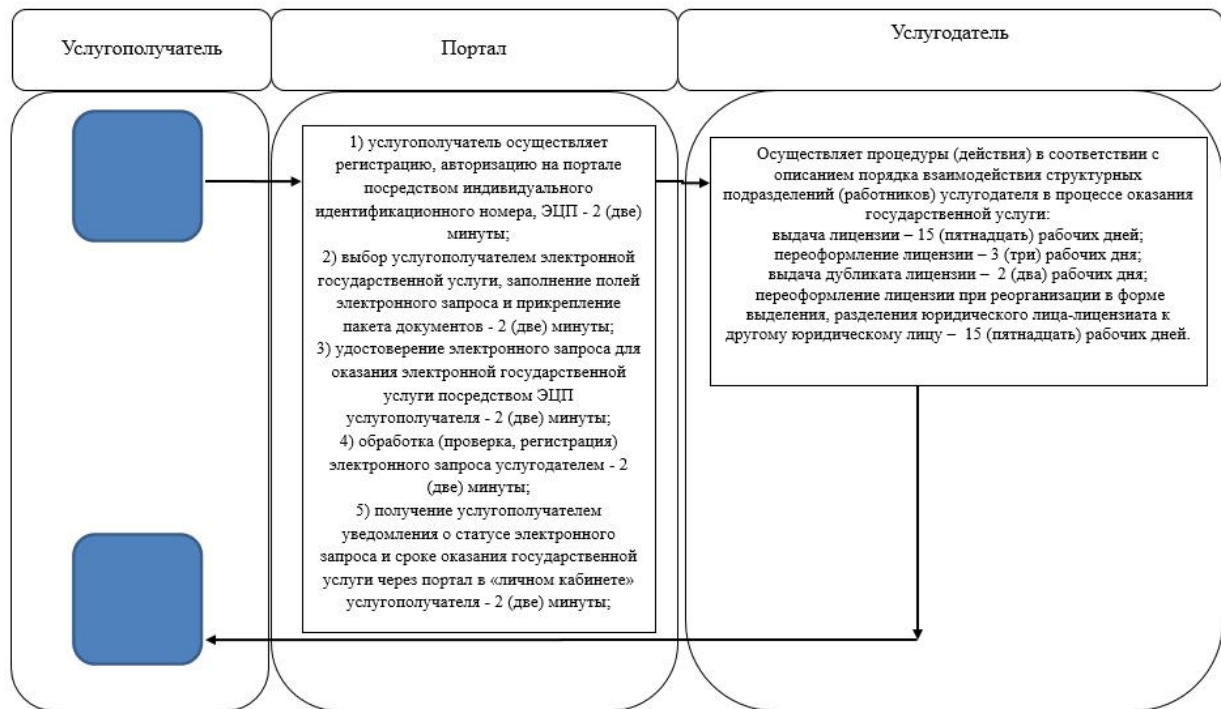 Услугополучатель
Портал
Услугодатель
1) услугополучатель осуществляет
регистрацию, авторизацию на портале
посредством индивидуального
идентификационного номера, ЭЦП - 2 (две)
минуты;
2) выбор услугополучателем электронной
государственной услуги, заполнение полей
электронного запроса и прикрепление
пакета документов - 2 (две) минуты;
3) удостоверение электронного запроса для
оказания электронной государственной
услуги посредством ЭЦП
услугополучателя - 2 (две) минуты;
4) обработка (проверка, регистрация)
электронного запроса услугодателем - 2
(две) минуты;
5) получение услугополучателем
уведомления о статусе электронного
запроса и сроке оказания государственной
услуги через портал в «личном кабинете»
услугополучателя - 2 (две) минуты;
Осуществляет процедуры (действия) в соответствии с
описанием порядка взаимодействия структурных
подразделений (работников) услугодателя в процессе оказания
государственной услуги:
выдача лицензии – 15 (пятнадцать) рабочих дней;
переоформление лицензии – 3 (три) рабочих дня;
выдача дубликата лицензии – 2 (два) рабочих дня;
переоформление лицензии при реорганизации в форме
выделения, разделения юридического лица-лицензиата к
другому юридическому лицу – 15 (пятнадцать) рабочих дней.